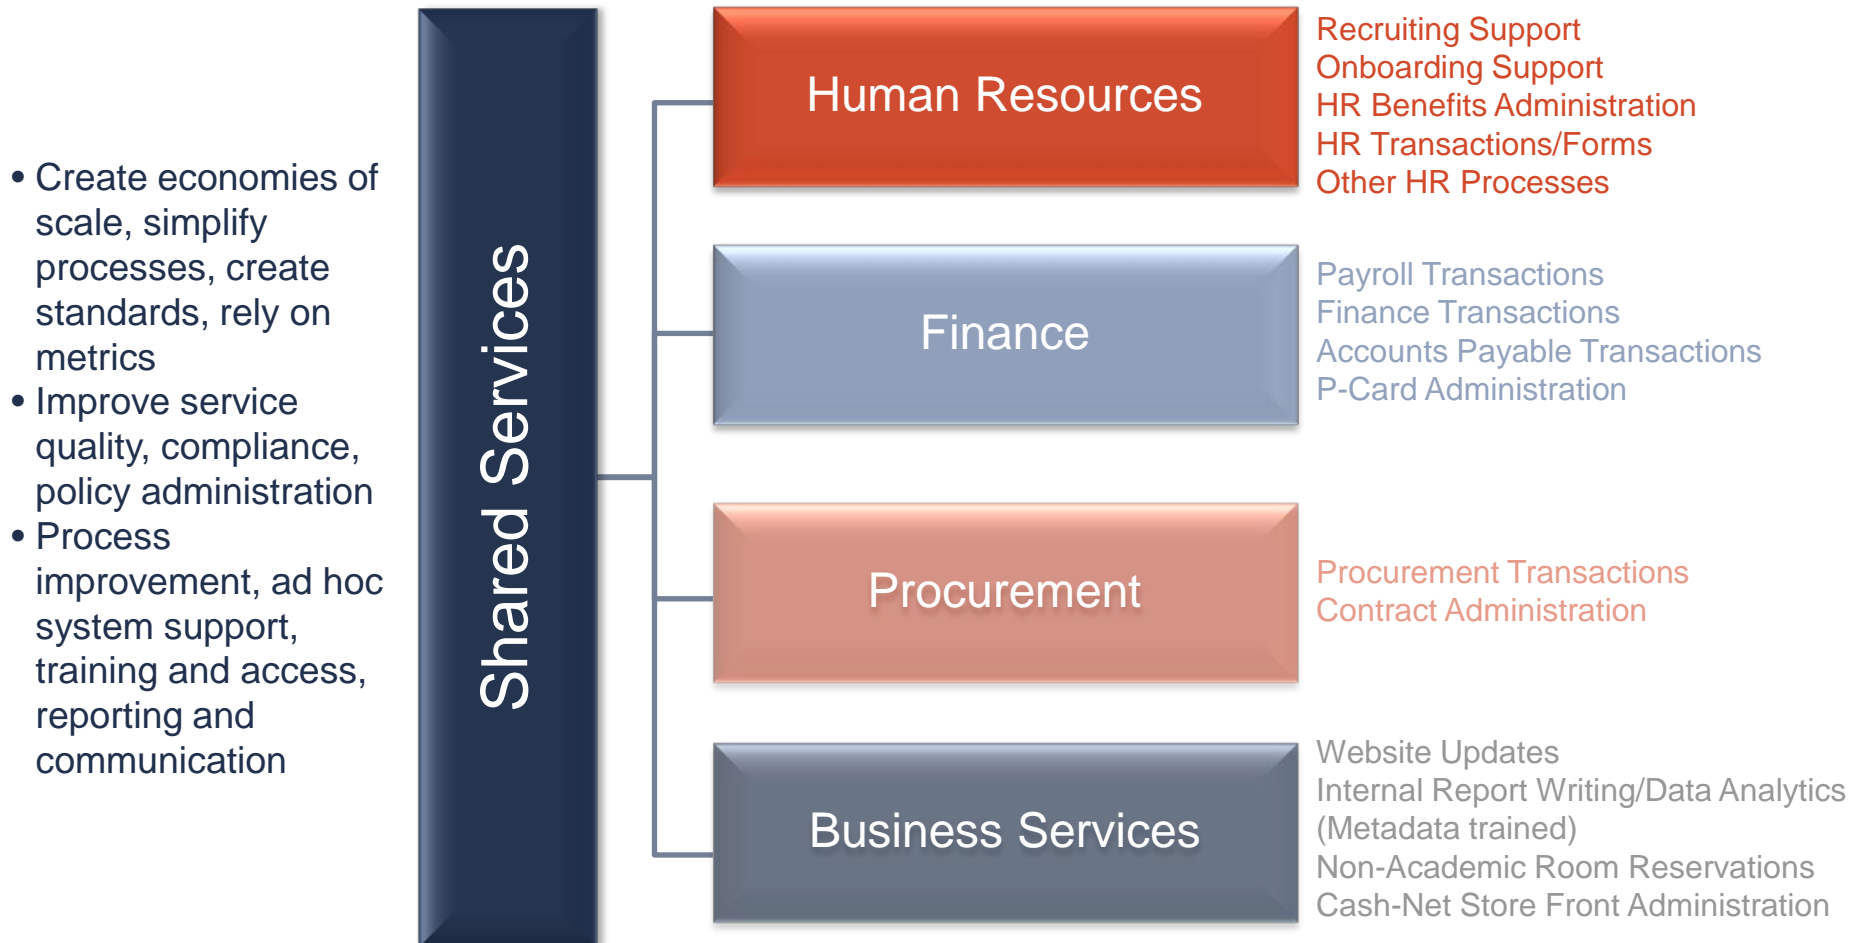 • Create economies of
scale, simplify
processes, create
standards, rely on
metrics
• Improve service
quality, compliance,
policy administration
• Process
improvement, ad hoc
system support,
training and access,
reporting and
communication
Shared Services
Human Resources
Recruiting Support
Onboarding Support
HR Benefits Administration
HR Transactions/Forms
Other HR Processes
Finance
Payroll Transactions
Finance Transactions
Accounts Payable Transactions
P-Card Administration
Procurement
Procurement Transactions
Contract Administration
Business Services
Website Updates
Internal Report Writing/Data Analytics
(Metadata trained)
Non-Academic Room Reservations
Cash-Net Store Front Administration